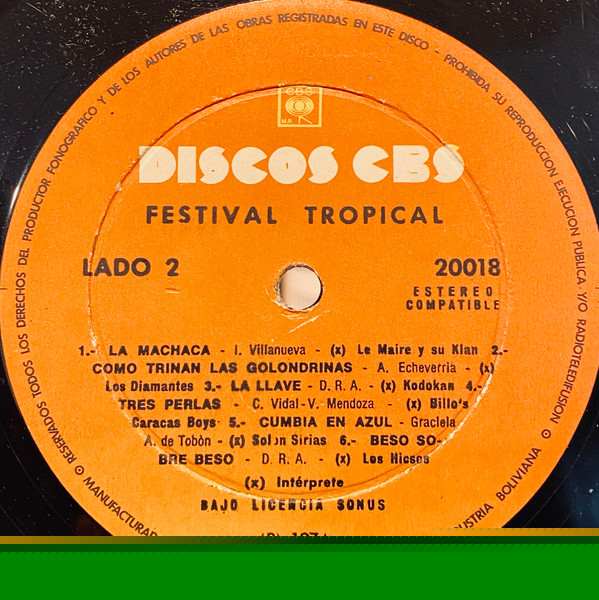 RESERVADOS TODOS LOS DERECHOS DEL PRODUCTOR FONOGRAFICO Y DE LOS AUTORES DE LAS OBRAS REGISTRADAS EN ESTE DISCO - PROHIBIDA SU REPRODUCCION EJECUCION PUBLICA Y/O RADIOTELEDIFUSION
CBS
MR
DISCOS CBS
FESTIVAL TROPICAL
LADO 2
20018
ESTEREO
COMPATIBLE
1.- LA MACHACA - I. Villanueva - (x) Le Maire y su Klan 2.-
COMO TRINAN LAS GOLONDRINAS - A. Echeverria - (x)
Los Diamantes 3.- LA LLAVE - D. R. A. - (x) Kodokan 4.-
TRES PERLAS - C. Vidal-V. Mendoza - (x) Billo's
Caracas Boys 5.- CUMBIA EN AZUL - Graciela
A. de Tobòn - (x) Solon Sirias 6.- BESO SO-
BRE BESO - D. R. A. - (x) Los Hicsos
(x) Intérprete
BAJO LICENCIA SONUS
MANUFACTURAD
INDUSTRIA BOLIVIANA